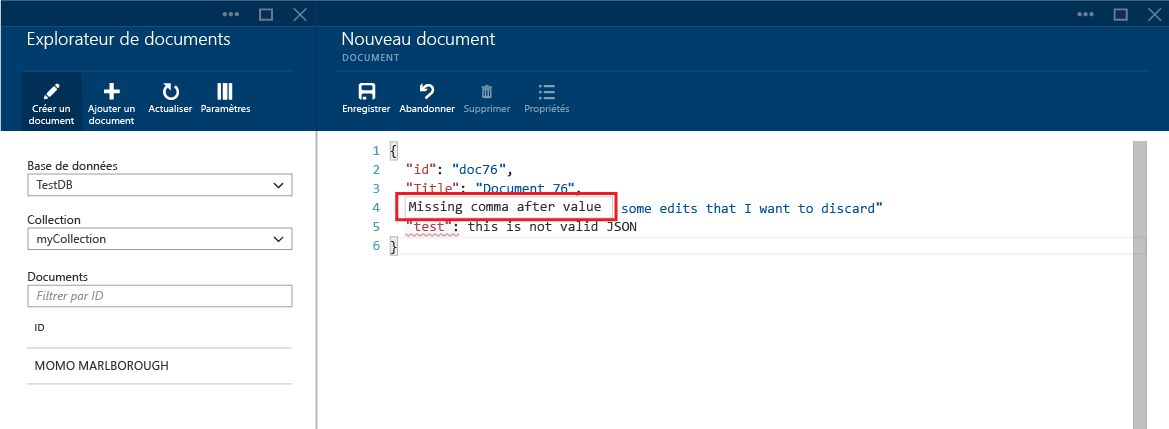 Explorateur de documents
Créer un
document
Ajouter un
document
Actualiser
Paramètres
Base de données
TestDB
Collection
myCollection
Documents
Filtrer par ID
ID
MOMO MARLBOROUGH
Nouveau document
DOCUMENT
Enregistrer
Abandonner
Supprimer
Propriétés
1 {
2 "id": "doc76",
3 "Title": "Document 76",
4 Missing comma after value some edits that I want to discard"
5 "test": this is not valid JSON
6 }